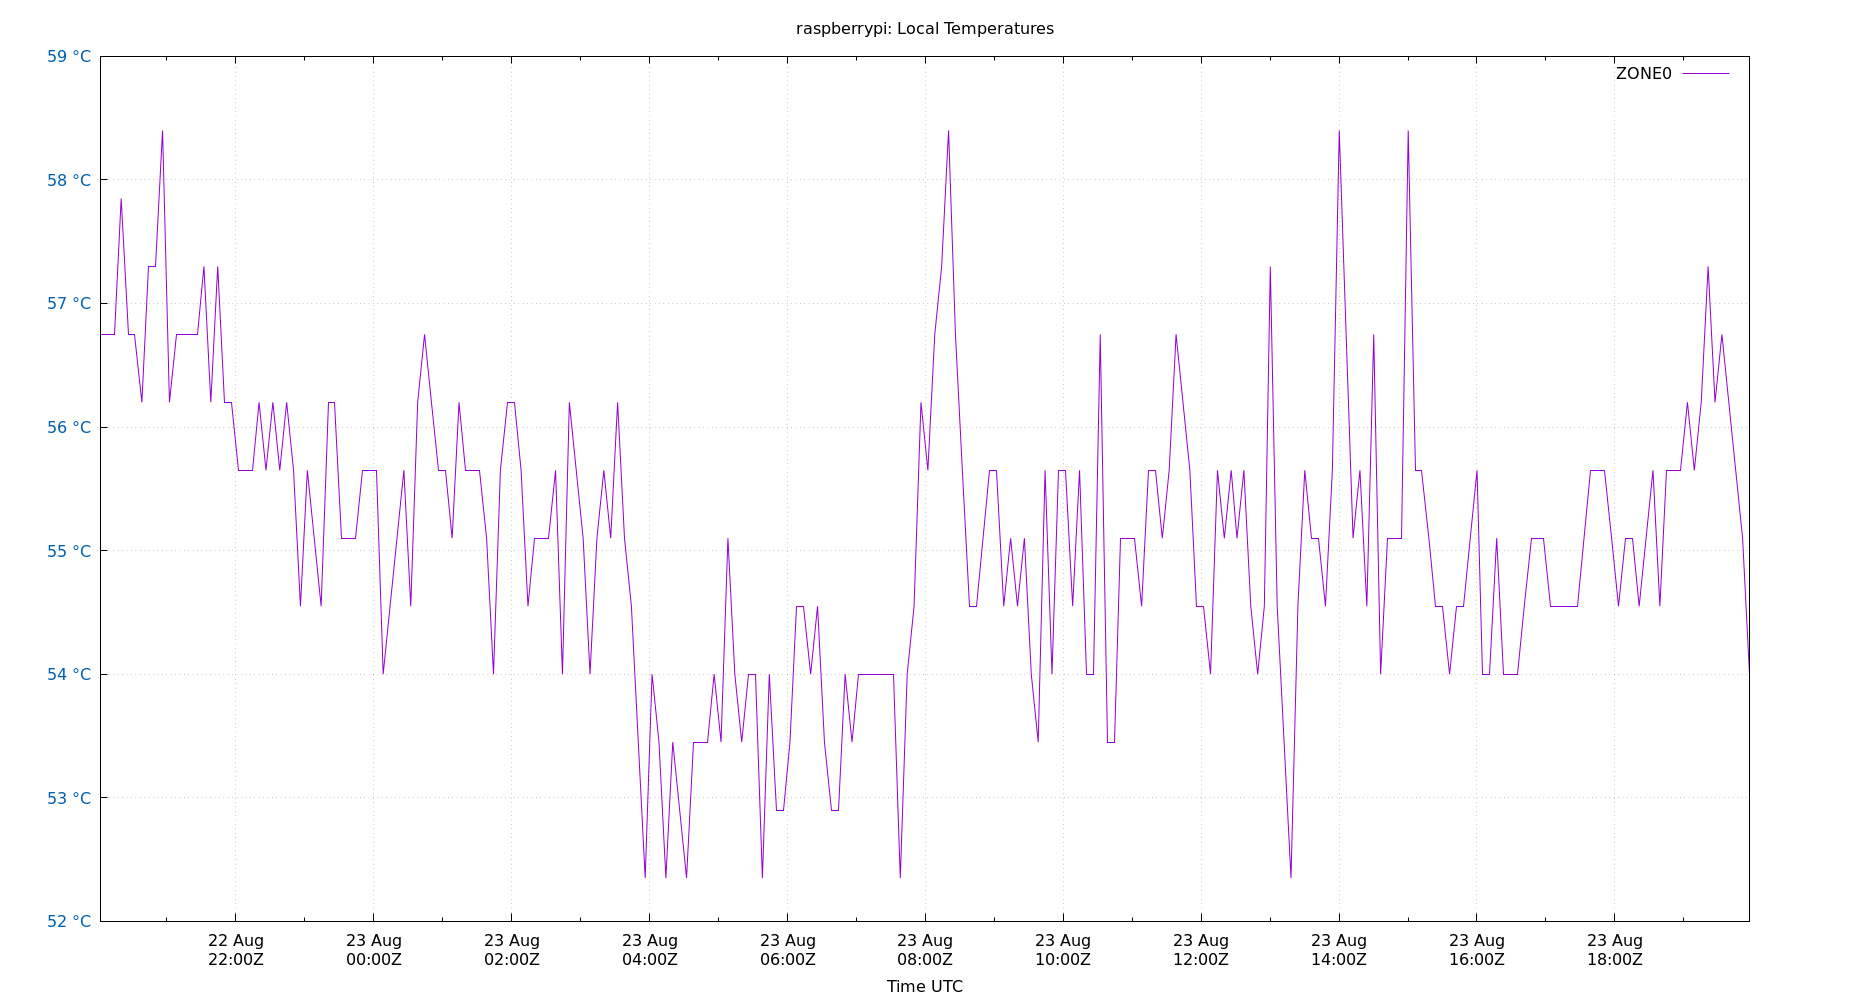 raspberrypi: Local Temperatures
59 °C
ZONE0
58 °C
57 °C
56 °C
55 °C
54 °C
53 °C
52 °C
22 Aug 23 Aug 23 Aug 23 Aug 23 Aug 23 Aug 23 Aug 23 Aug 23 Aug 23 Aug 23 Aug
22:00Z 00:00Z 02:00Z 04:00Z 06:00Z 08:00Z 10:00Z 12:00Z 14:00Z 16:00Z 18:00Z
Time UTC